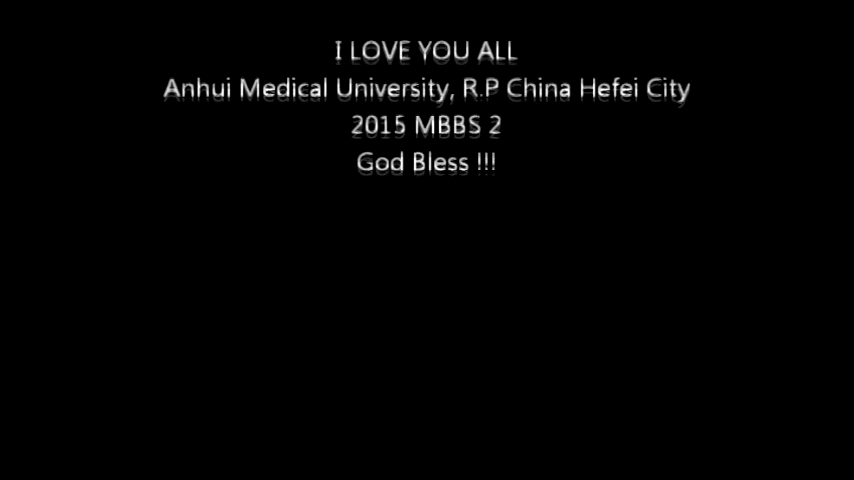 I LOVE YOU ALL
Anhui Medical University, R.P China Hefei City
2015 MBBS 2
God Bless !!!